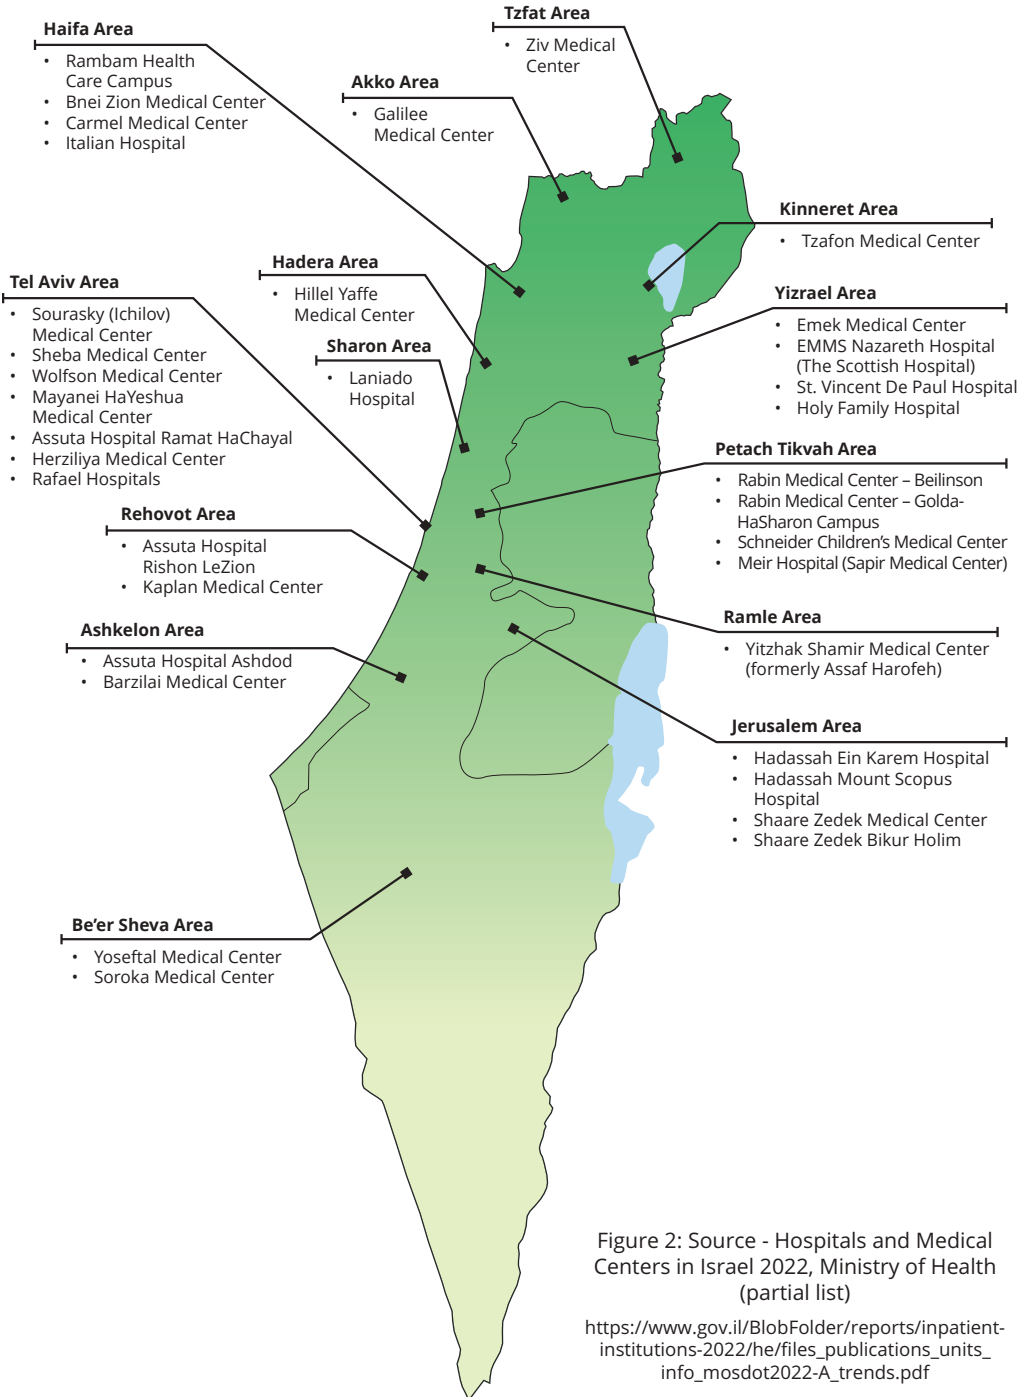 Tzfat Area
• Ziv Medical
Center
Haifa Area
• Rambam Health
Care Campus
• Bnei Zion Medical Center
• Carmel Medical Center
• Italian Hospital
Akko Area
• Galilee
Medical Center
Kinneret Area
• Tzafon Medical Center
Hadera Area
• Hillel Yaffe
Medical Center
Tel Aviv Area
• Sourasky (Ichilov)
Medical Center
• Sheba Medical Center
• Wolfson Medical Center
• Mayanei HaYeshua
Medical Center
• Assuta Hospital Ramat HaChayal
• Herziliya Medical Center
• Rafael Hospitals
Yizrael Area
• Emek Medical Center
• EMMS Nazareth Hospital
(The Scottish Hospital)
• St. Vincent De Paul Hospital
• Holy Family Hospital
Sharon Area
• Laniado
Hospital
Petach Tikvah Area
• Rabin Medical Center – Beilinson
• Rabin Medical Center – Golda-
HaSharon Campus
• Schneider Children's Medical Center
• Meir Hospital (Sapir Medical Center)
Rehovot Area
• Assuta Hospital
Rishon LeZion
• Kaplan Medical Center
Ramle Area
• Yitzhak Shamir Medical Center
(formerly Assaf Harofeh)
Ashkelon Area
• Assuta Hospital Ashdod
• Barzilai Medical Center
Jerusalem Area
• Hadassah Ein Karem Hospital
• Hadassah Mount Scopus
Hospital
• Shaare Zedek Medical Center
• Shaare Zedek Bikur Holim
Be'er Sheva Area
• Yoseftal Medical Center
• Soroka Medical Center
Figure 2: Source - Hospitals and Medical
Centers in Israel 2022, Ministry of Health
(partial list)
https://www.gov.il/BlobFolder/reports/inpatient-
institutions-2022/he/files_publications_units_
info_mosdot2022-A_trends.pdf